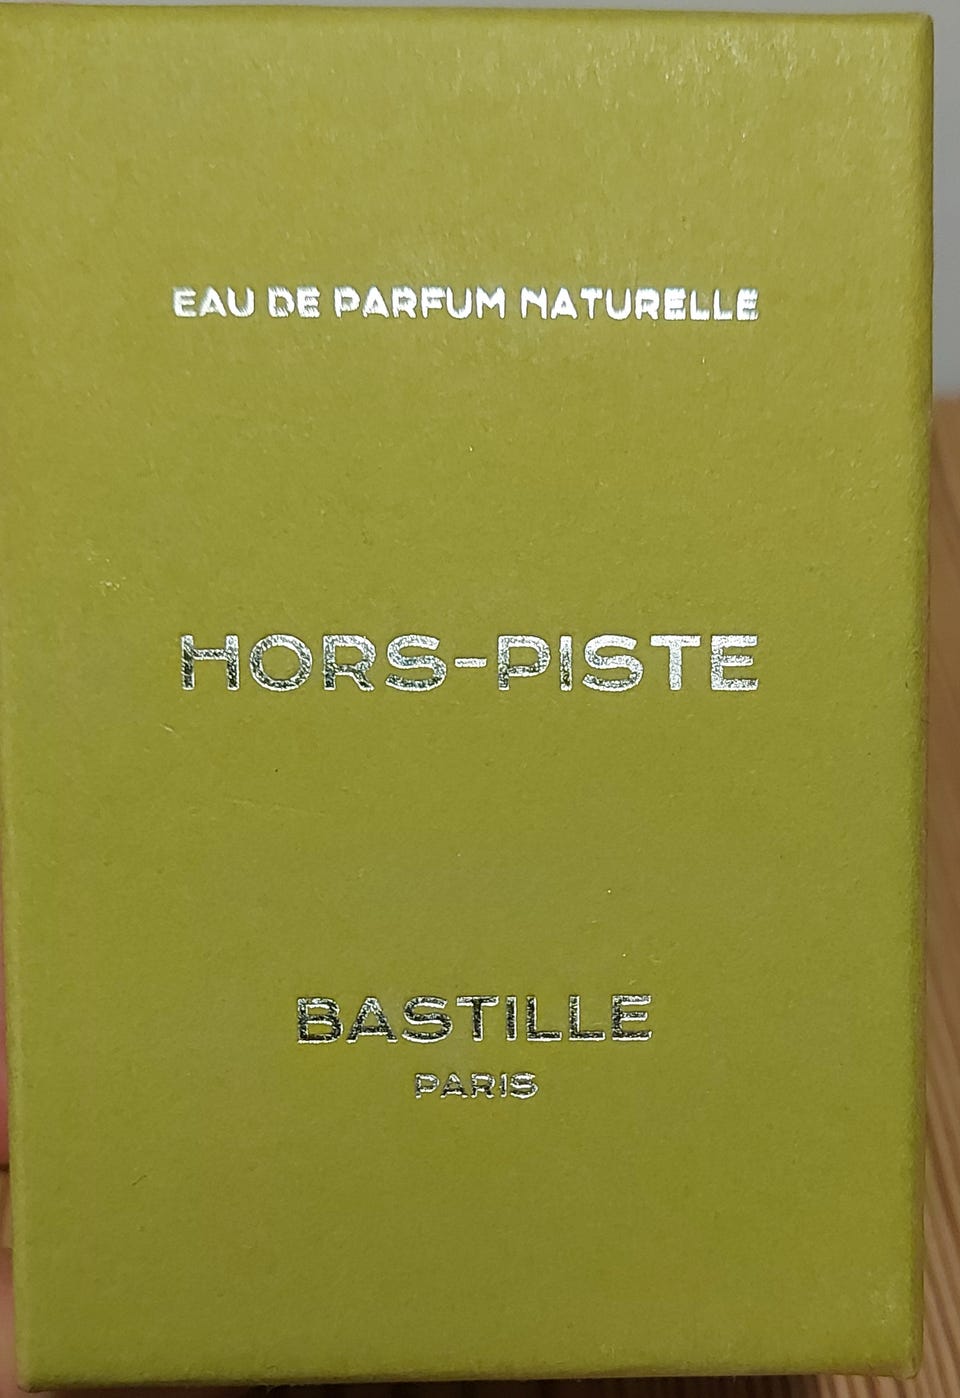 EAU DE PARFUM NATURELLE
HORS-PISTE
BASTILLE
PARIS